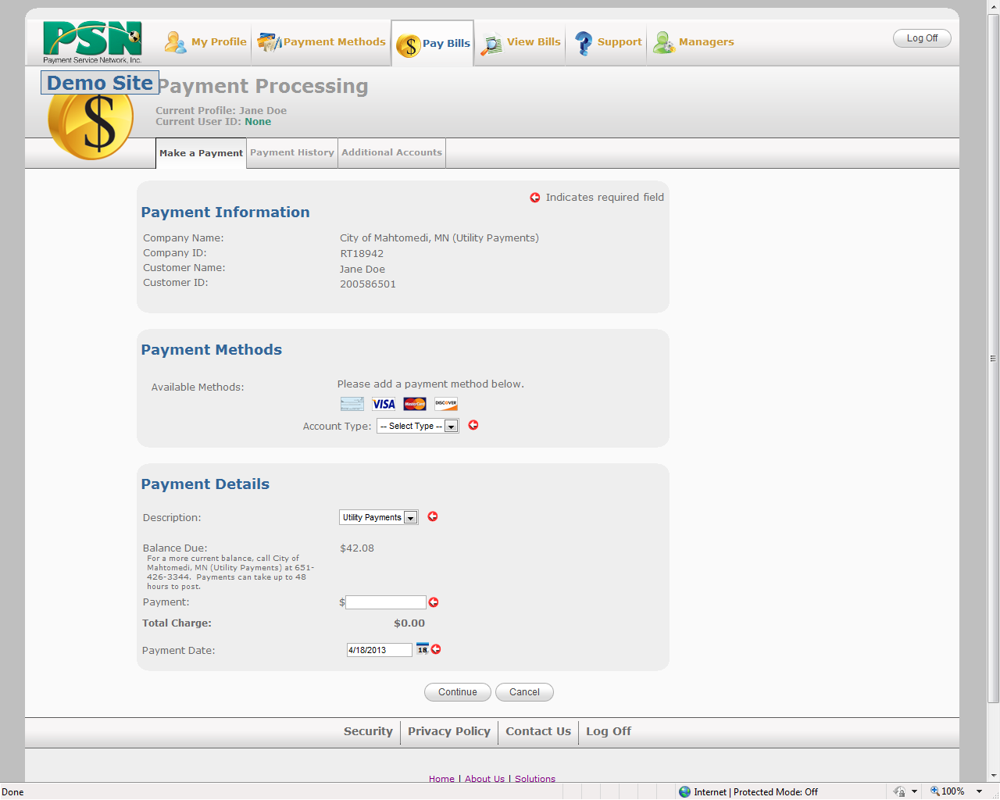 PSN
Payment Service Network, Inc.
My Profile
Payment Methods
$
Pay Bills
View Bills
?
Support
Managers
Log Off
Demo Site
Payment Processing
$
Current Profile: Jane Doe
Current User ID: None
Make a Payment
Payment History
Additional Accounts
Indicates required field
Payment Information
Company Name: City of Mahtomedi, MN (Utility Payments)
Company ID: RT18942
Customer Name: Jane Doe
Customer ID: 200586501
Payment Methods
Available Methods: Please add a payment method below.
VISA MasterCard DISCOVER
Account Type: -- Select Type --
Payment Details
Description: Utility Payments
Balance Due: $42.08
For a more current balance, call City of
Mahtomedi, MN (Utility Payments) at 651-
426-3344. Payments can take up to 48
hours to post.
Payment: $
Total Charge: $0.00
Payment Date: 4/18/2013 18
Continue Cancel
Security Privacy Policy Contact Us Log Off
Home | About Us | Solutions
Done Internet | Protected Mode: Off 100%